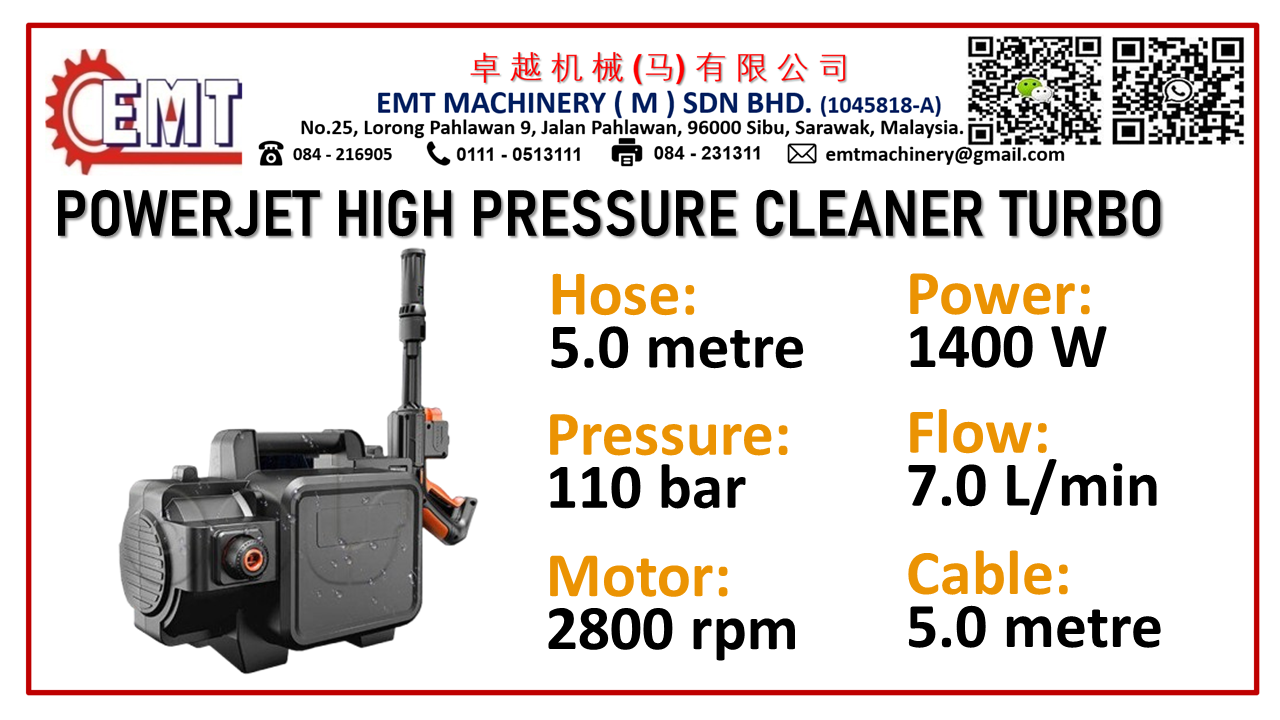 EMT
卓越机械(马)有限公司
EMT MACHINERY ( M ) SDN BHD. (1045818-A)
No.25, Lorong Pahlawan 9, Jalan Pahlawan, 96000 Sibu, Sarawak, Malaysia.
084 - 216905 0111 - 0513111 084 - 231311 emtmachinery@gmail.com
POWERJET HIGH PRESSURE CLEANER TURBO
Hose:
5.0 metre
Power:
1400 W
Pressure:
110 bar
Flow:
7.0 L/min
Motor:
2800 rpm
Cable:
5.0 metre